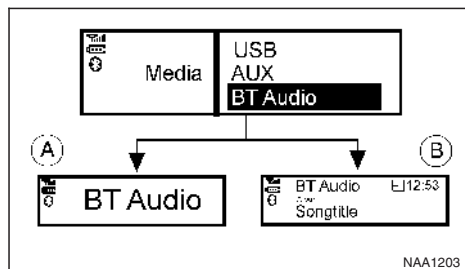 Media
USB
AUX
BT Audio
A
B
BT Audio
BT Audio 12:53
Songtitle
NAA1203